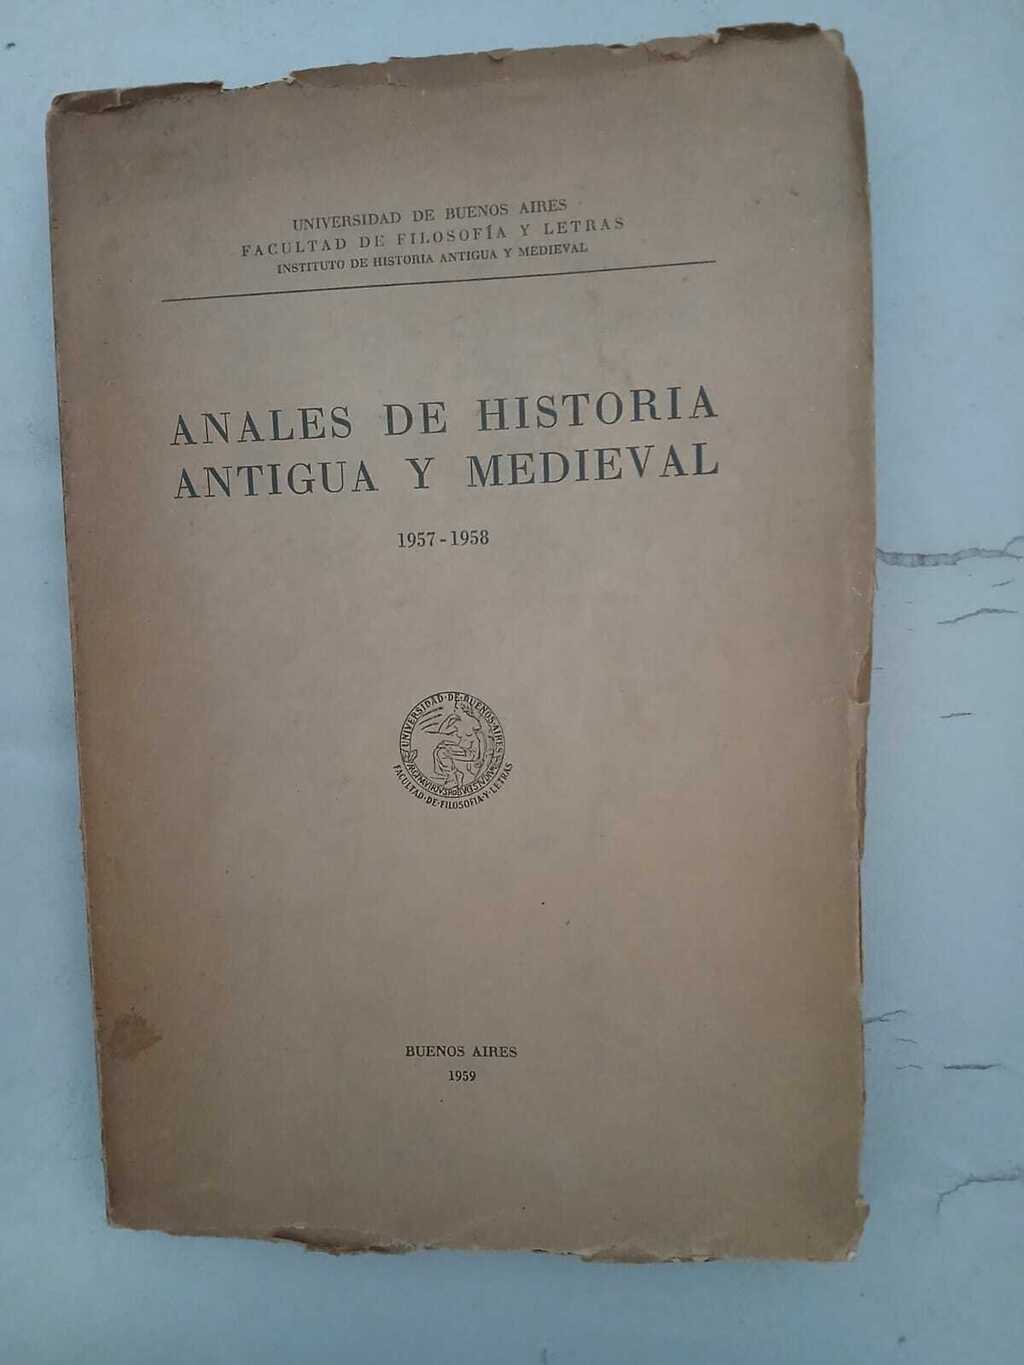 UNIVERSIDAD DE BUENOS AIRES
FACULTAD DE FILOSOFÍA Y LETRAS
INSTITUTO DE HISTORIA ANTIGUA Y MEDIEVAL
ANALES DE HISTORIA
ANTIGUA Y MEDIEVAL
1957 - 1958
UNIVERSIDAD·DE·BUENOS·AIRES
FACULTAD·DE·FILOSOFIA·Y·LETRAS
BUENOS AIRES
1959